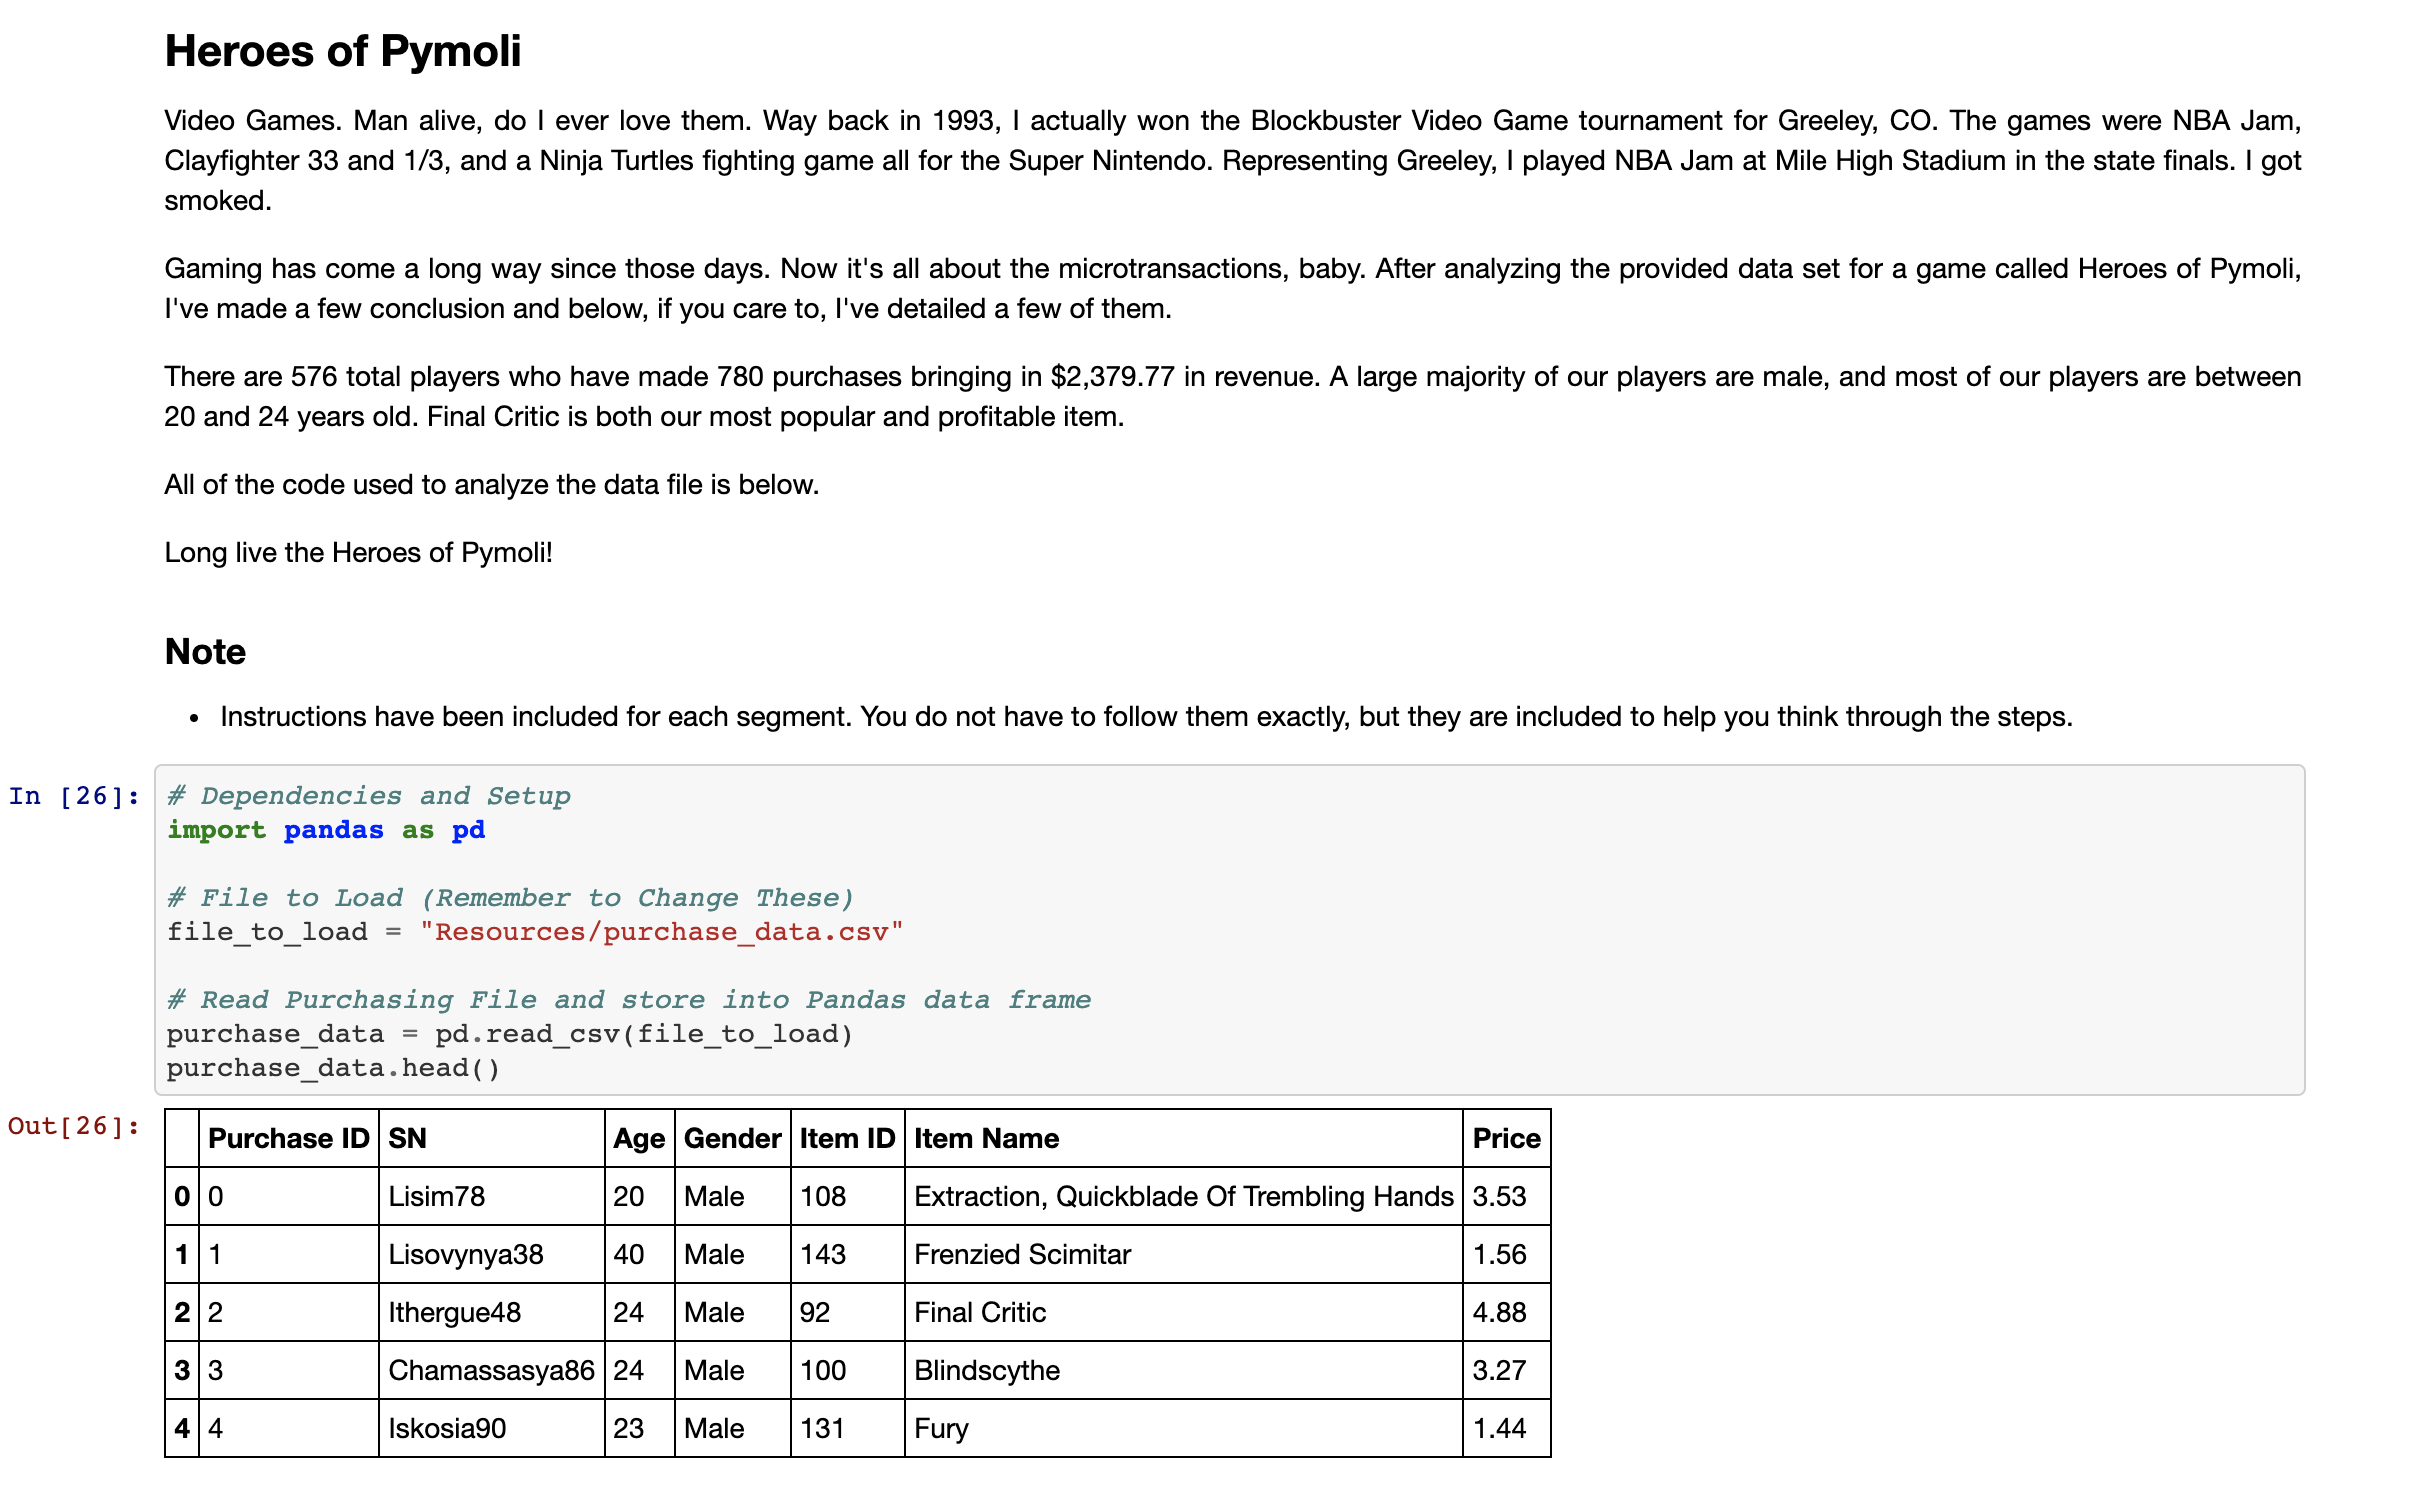 Heroes of Pymoli
Video Games. Man alive, do I ever love them. Way back in 1993, I actually won the Blockbuster Video Game tournament for Greeley, CO. The games were NBA Jam,
Clayfighter 33 and 1/3, and a Ninja Turtles fighting game all for the Super Nintendo. Representing Greeley, I played NBA Jam at Mile High Stadium in the state finals. I got
smoked.
Gaming has come a long way since those days. Now it's all about the microtransactions, baby. After analyzing the provided data set for a game called Heroes of Pymoli,
I've made a few conclusion and below, if you care to, I've detailed a few of them.
There are 576 total players who have made 780 purchases bringing in $2,379.77 in revenue. A large majority of our players are male, and most of our players are between
20 and 24 years old. Final Critic is both our most popular and profitable item.
All of the code used to analyze the data file is below.
Long live the Heroes of Pymoli!
Note
• Instructions have been included for each segment. You do not have to follow them exactly, but they are included to help you think through the steps.
In [26]: # Dependencies and Setup
import pandas as pd
# File to Load (Remember to Change These)
file_to_load = "Resources/purchase_data.csv"
# Read Purchasing File and store into Pandas data frame
purchase_data = pd.read_csv(file_to_load)
purchase_data.head()
Out[26]:
Purchase ID SN Age Gender Item ID Item Name Price
0 0 Lisim78 20 Male 108 Extraction, Quickblade Of Trembling Hands 3.53
1 1 Lisovynya38 40 Male 143 Frenzied Scimitar 1.56
2 2 Ithergue48 24 Male 92 Final Critic 4.88
3 3 Chamassasya86 24 Male 100 Blindscythe 3.27
4 4 Iskosia90 23 Male 131 Fury 1.44